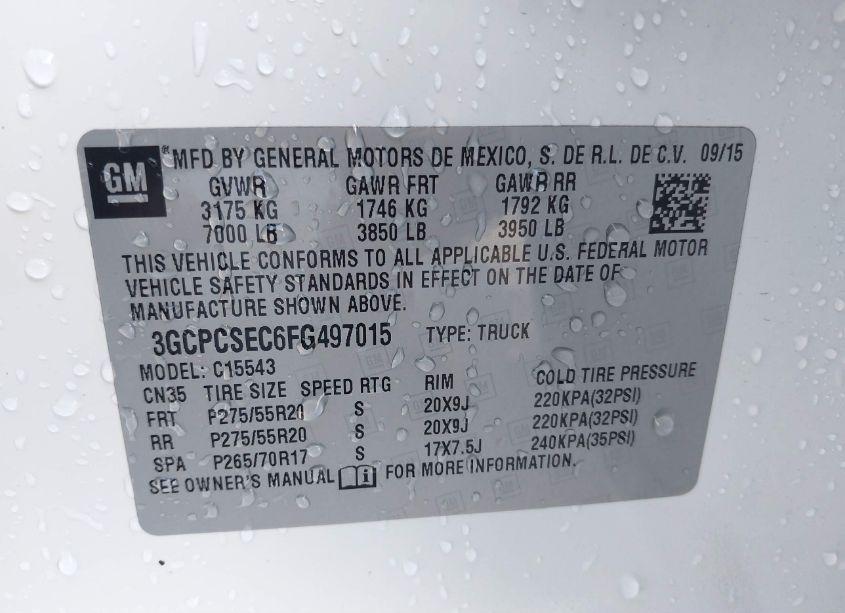 GM
®MFD BY GENERAL MOTORS DE MEXICO, S. DE R.L. DE C.V. 09/15
GVWR GAWR FRT GAWR RR
3175 KG 1746 KG 1792 KG
7000 LB 3850 LB 3950 LB
THIS VEHICLE CONFORMS TO ALL APPLICABLE U.S. FEDERAL MOTOR
VEHICLE SAFETY STANDARDS IN EFFECT ON THE DATE OF
MANUFACTURE SHOWN ABOVE.
3GCPCSEC6FG497015 TYPE: TRUCK
MODEL: C15543
CN35 TIRE SIZE SPEED RTG RIM COLD TIRE PRESSURE
FRT P275/55R20 S 20X9J 220KPA(32PSI)
RR P275/55R20 S 20X9J 220KPA(32PSI)
SPA P265/70R17 S 17X7.5J 240KPA(35PSI)
SEE OWNER'S MANUAL FOR MORE INFORMATION.